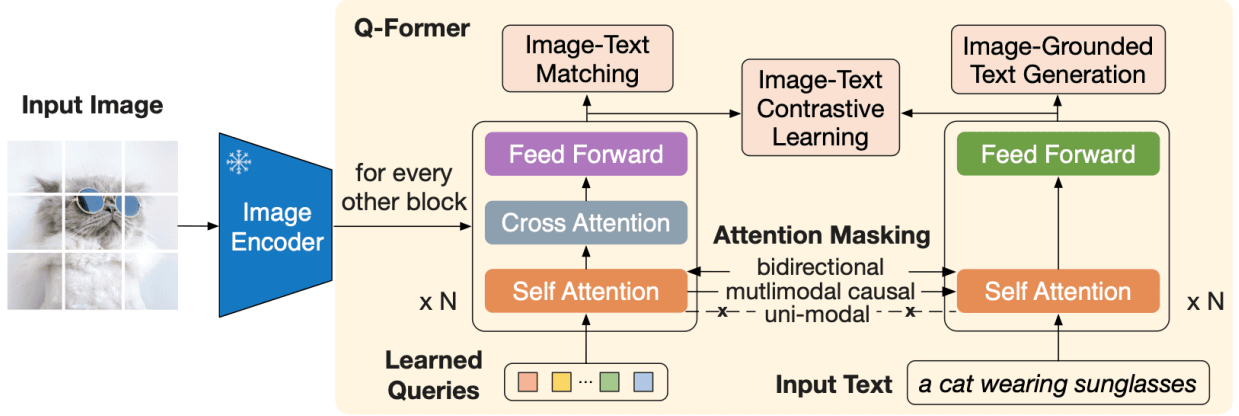 Q-Former
Input Image
Image-Text
Matching
Image-Text
Contrastive
Learning
Image-Grounded
Text Generation
Image
Encoder
for every
other block
Feed Forward
Cross Attention
Self Attention
x N
Attention Masking
bidirectional
mutlimodal causal
uni-modal
x
x
Feed Forward
Self Attention
x N
Learned
Queries
...
Input Text
a cat wearing sunglasses